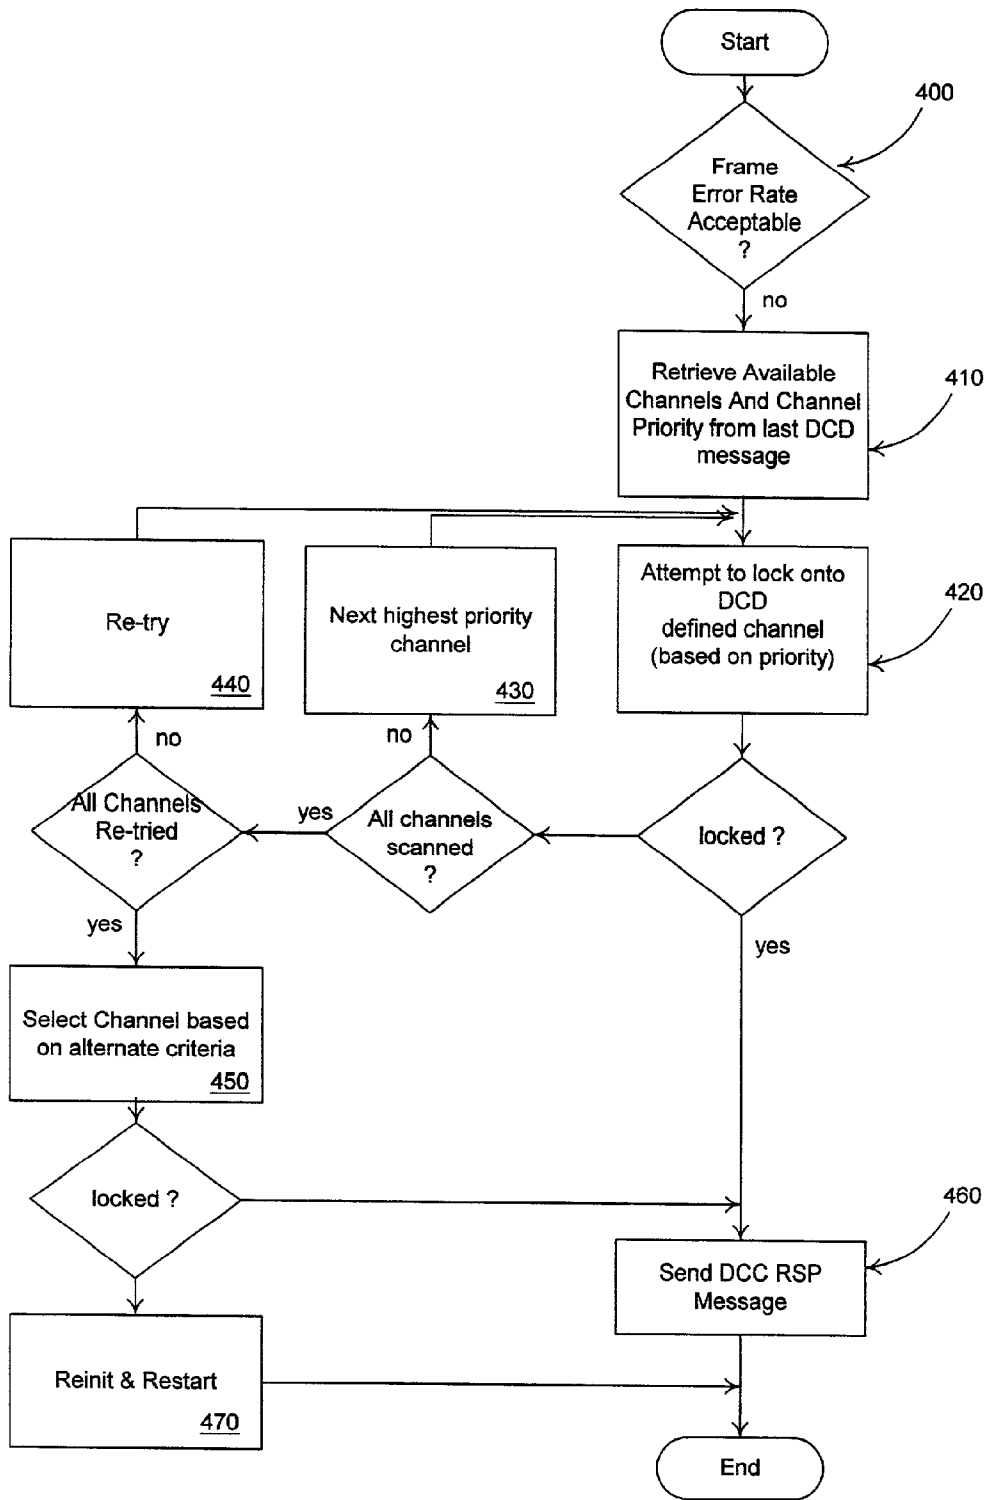 Start
400
Frame
Error Rate
Acceptable
?
no
Retrieve Available
Channels And Channel
Priority from last DCD
message
410
Re-try
440
Next highest priority
channel
430
Attempt to lock onto
DCD
defined channel
(based on priority)
420
no
no
All Channels
Re-tried
?
yes
All channels
scanned
?
locked ?
yes
yes
Select Channel based
on alternate criteria
450
locked ?
460
Send DCC RSP
Message
Reinit & Restart
470
End